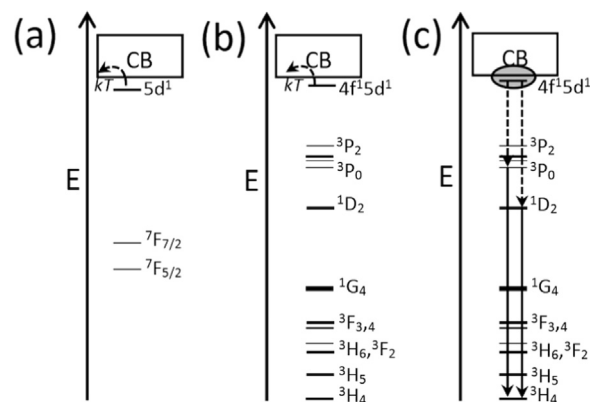 (a)
CB
kT
5d¹
E
⁷F₇/₂
⁷F₅/₂
(b)
CB
kT
4f¹5d¹
³P₂
³P₀
E
¹D₂
¹G₄
³F₃,₄
³H₆,³F₂
³H₅
³H₄
(c)
CB
4f¹5d¹
³P₂
³P₀
E
¹D₂
¹G₄
³F₃,₄
³H₆,³F₂
³H₅
³H₄